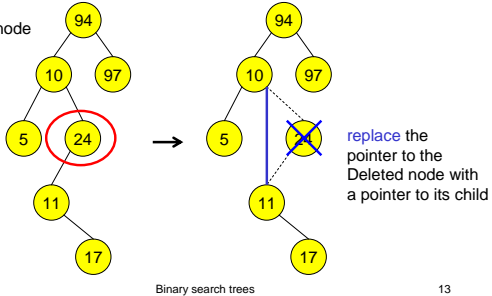 node
94
10
97
5
24
11
17
94
10
97
5
24
11
17
replace the
pointer to the
Deleted node with
a pointer to its child
Binary search trees
13